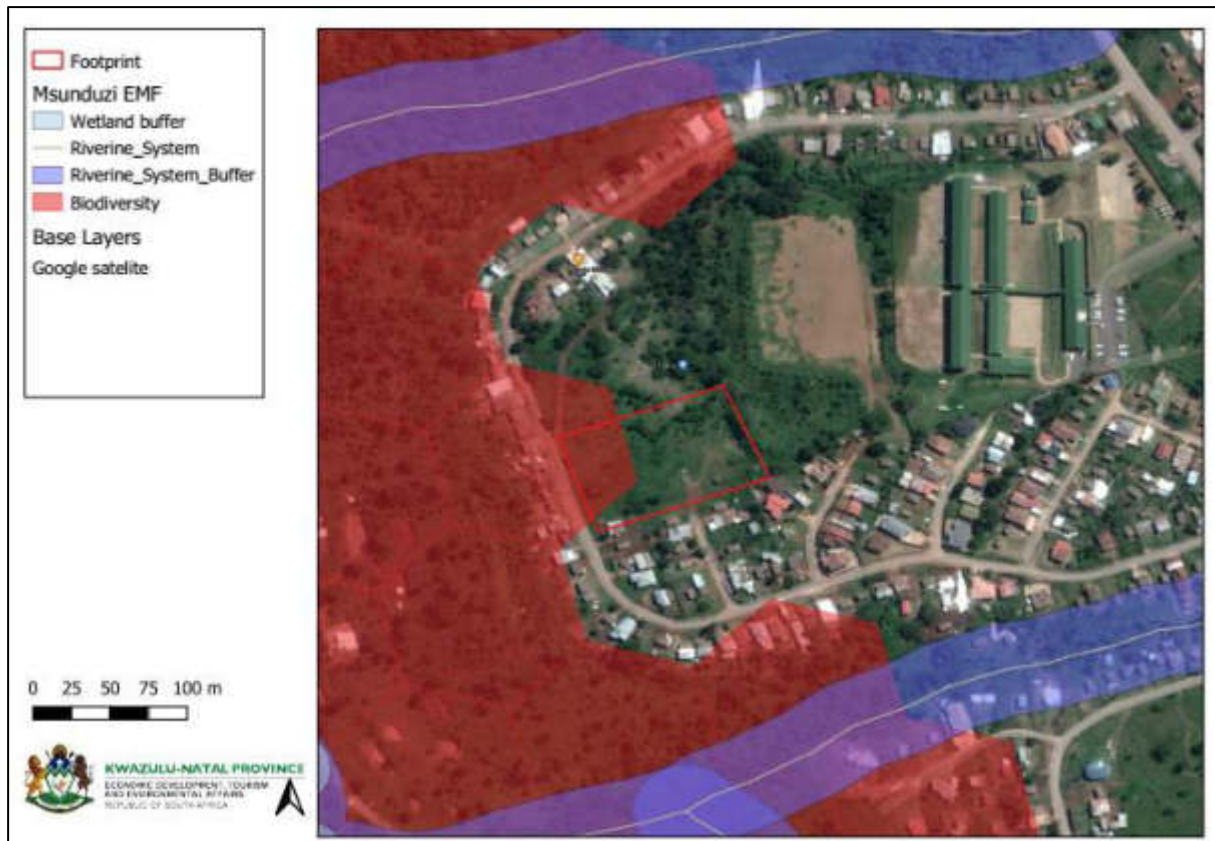 Footprint
Msunduzi EMF
Wetland buffer
Riverine_System
Riverine_System_Buffer
Biodiversity
Base Layers
Google satelite
0 25 50 75 100 m
KWAZULU-NATAL PROVINCE
ECONOMIC DEVELOPMENT, TOURISM
AND ENVIRONMENTAL AFFAIRS
REPUBLIC OF SOUTH AFRICA